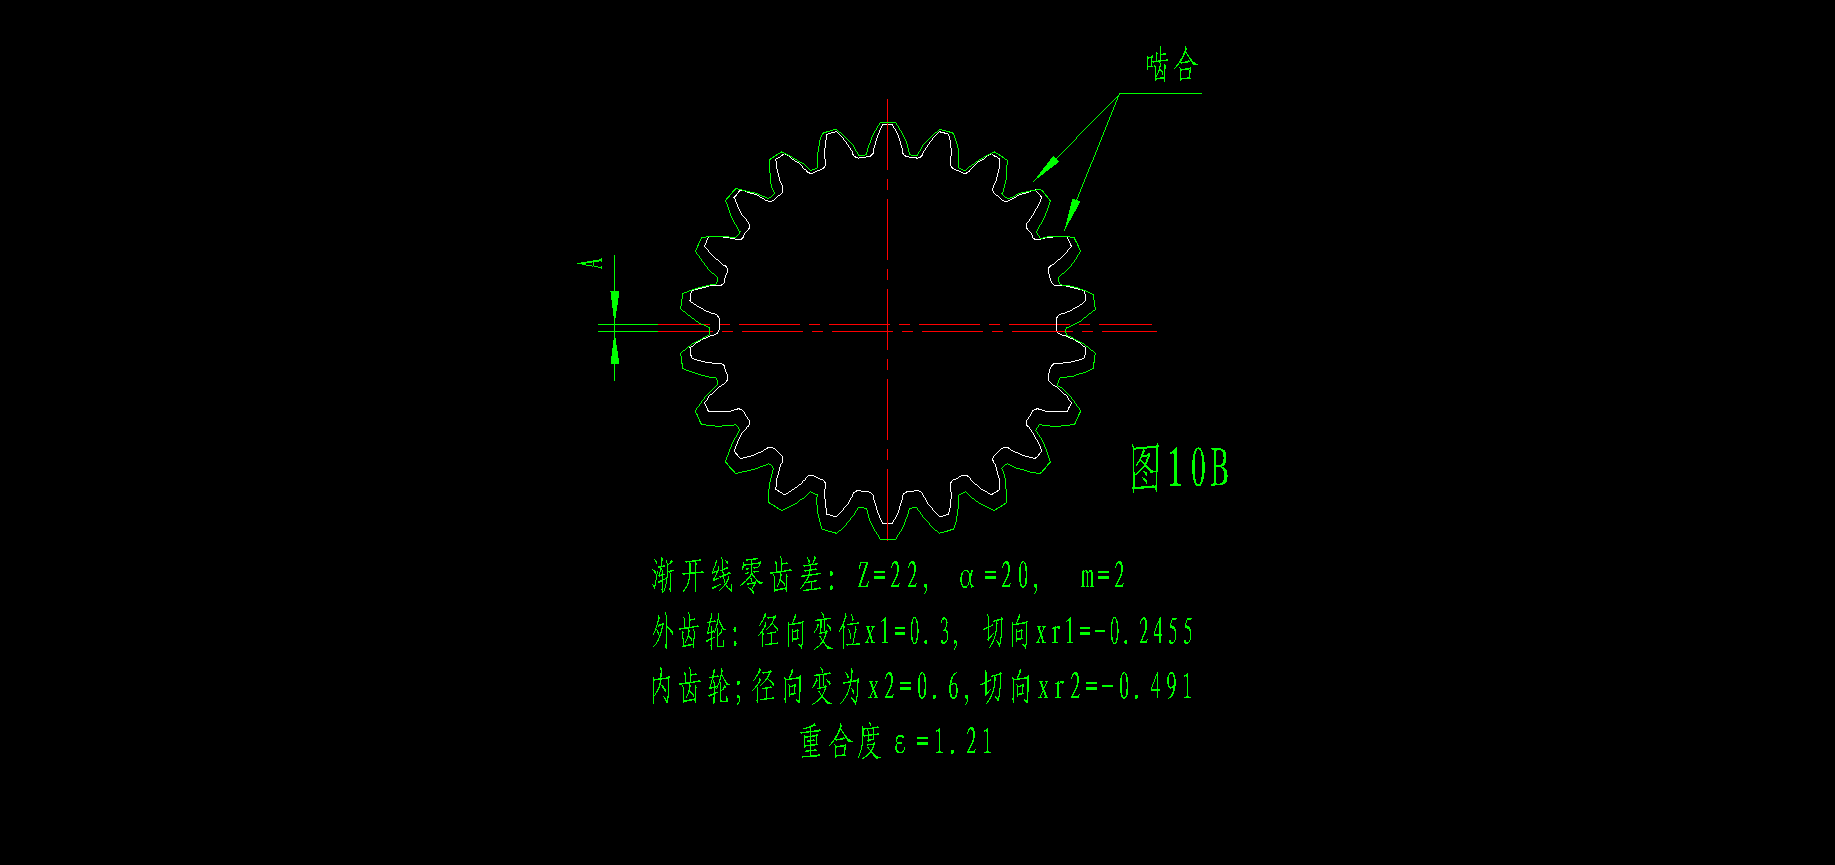 啮合
A
图10B
渐开线零齿差: Z=22, α=20, m=2
外齿轮: 径向变位x1=0.3, 切向xr1=-0.2455
内齿轮;径向变为x2=0.6,切向xr2=-0.491
重合度ε=1.21